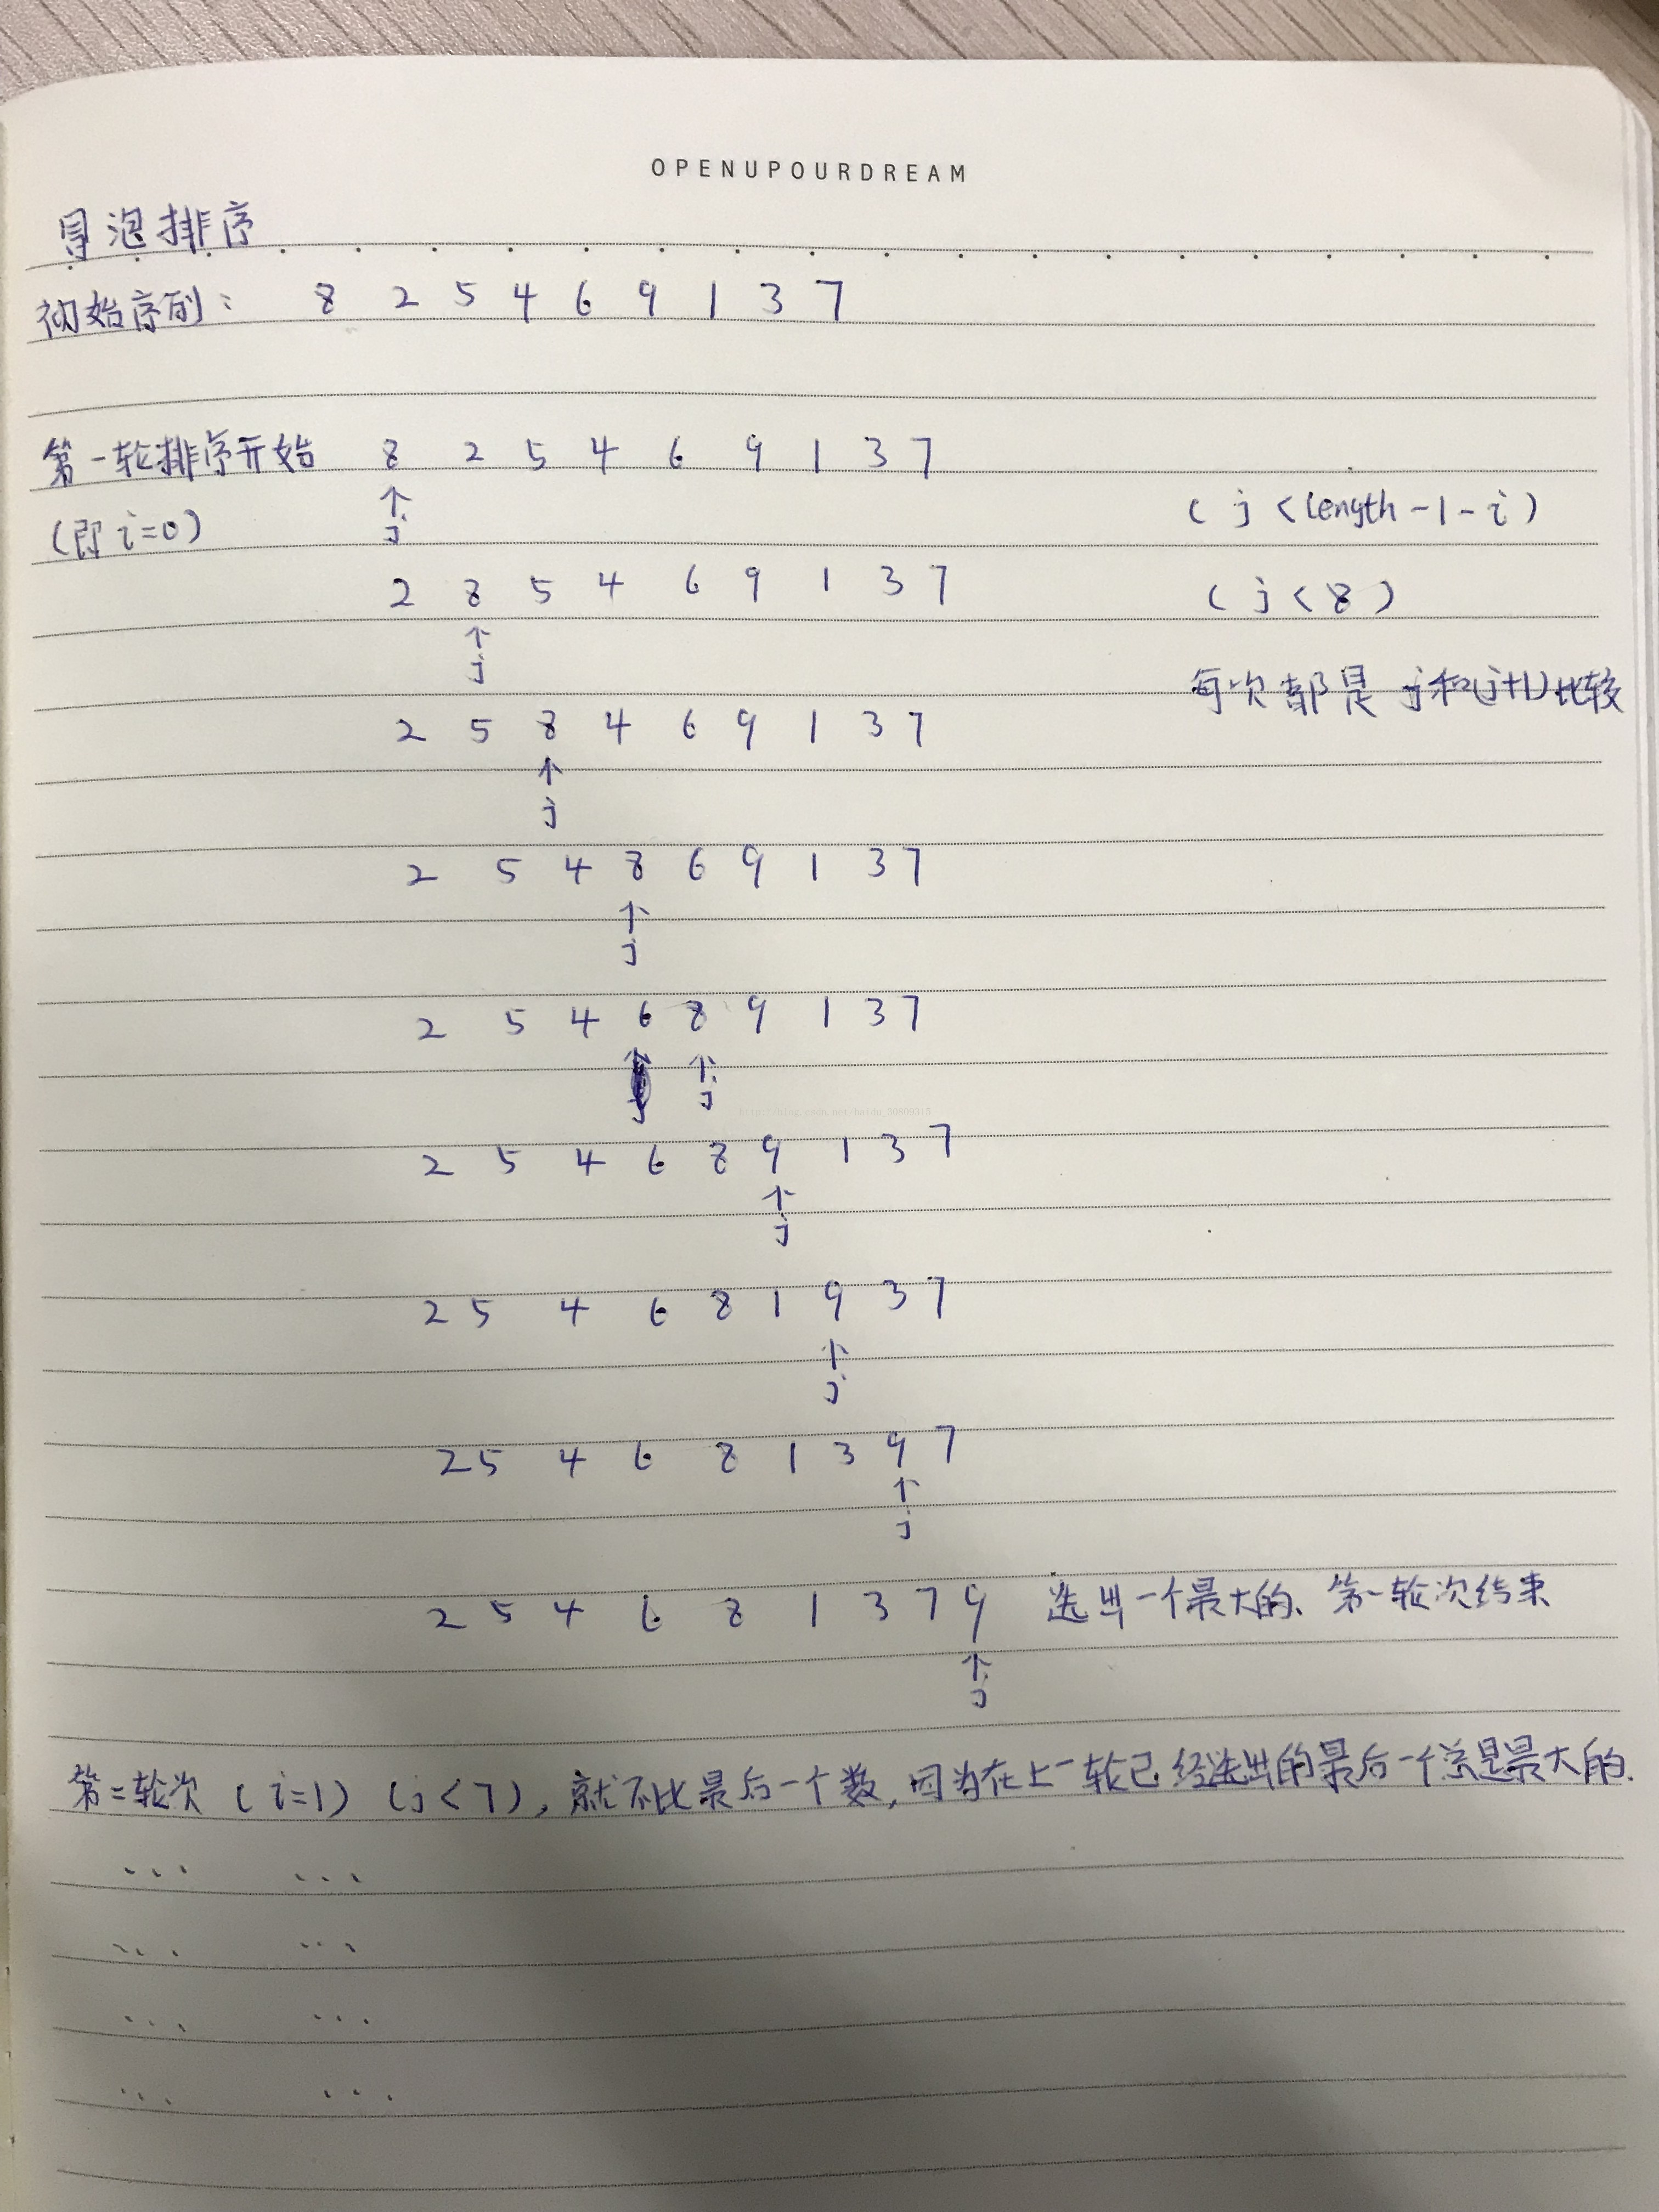 OPENUPOURDREAM
冒泡排序
初始序列： 8 2 5 4 6 9 1 3 7
第一轮排序开始 8 2 5 4 6 9 1 3 7
↑
(即 i=0) j (j<length-1-i)
2 8 5 4 6 9 1 3 7 (j<8)
↑
j 每次都是 j和(j+1)比较
2 5 8 4 6 9 1 3 7
↑
j
2 5 4 8 6 9 1 3 7
↑
j
2 5 4 6 8 9 1 3 7
↑
j
2 5 4 6 8 9 1 3 7
↑
j
2 5 4 6 8 1 9 3 7
↑
j
2 5 4 6 8 1 3 9 7
↑
j
2 5 4 6 8 1 3 7 9 选出一个最大的、第一轮次结束
↑
j
第二轮次 (i=1) (j<7), 就不比最后一个数, 因为在上一轮已经选出的最后一个总是最大的.
... ...
... ...
... ...
... ...